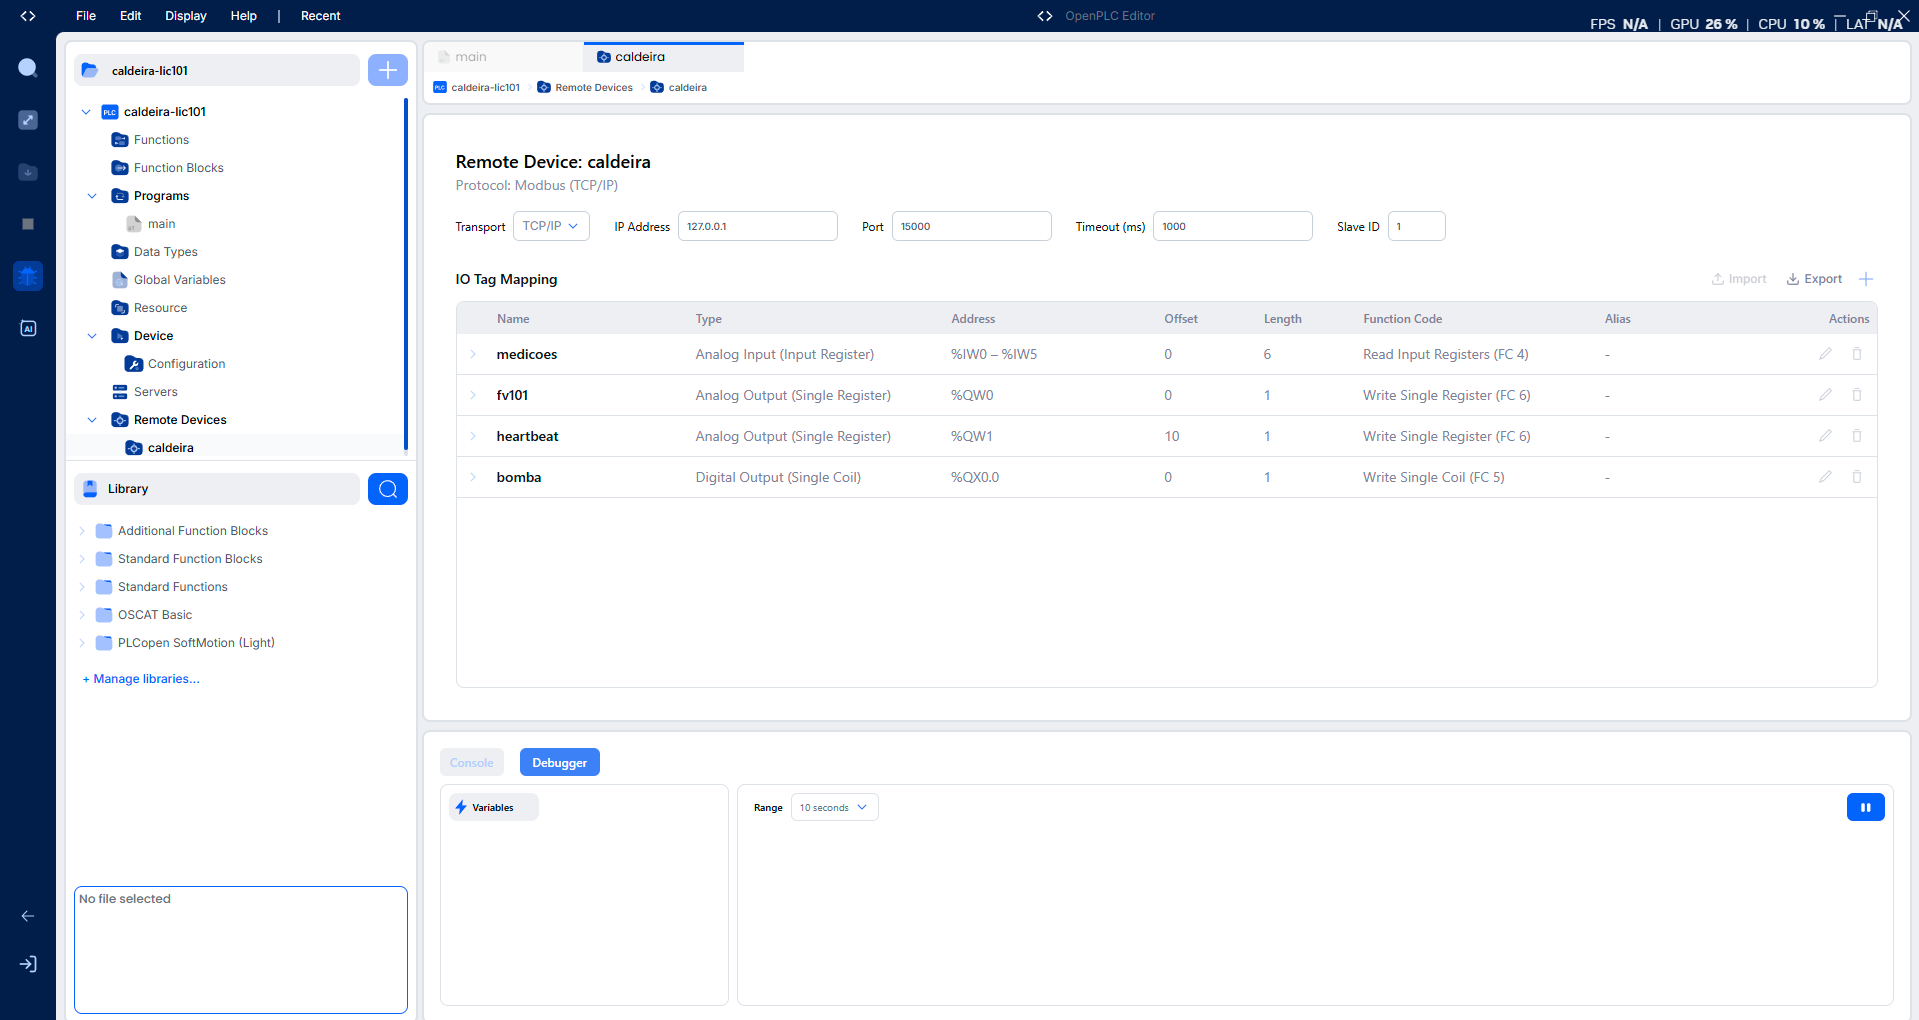 File Edit Display Help | Recent
OpenPLC Editor
FPS N/A | GPU 26 % | CPU 10 % | LAT N/A
caldeira-lic101
PLC caldeira-lic101
Functions
Function Blocks
Programs
ST main
Data Types
Global Variables
Resource
Device
Configuration
Servers
Remote Devices
caldeira
AI
Library
Additional Function Blocks
Standard Function Blocks
Standard Functions
OSCAT Basic
PLCopen SoftMotion (Light)
+ Manage libraries...
No file selected
main
caldeira
PLC caldeira-lic101 Remote Devices caldeira
Remote Device: caldeira
Protocol: Modbus (TCP/IP)
Transport TCP/IP IP Address 127.0.0.1 Port 15000 Timeout (ms) 1000 Slave ID 1
IO Tag Mapping Import Export
Name Type Address Offset Length Function Code Alias Actions
medicoes Analog Input (Input Register) %IW0 – %IW5 0 6 Read Input Registers (FC 4) -
fv101 Analog Output (Single Register) %QW0 0 1 Write Single Register (FC 6) -
heartbeat Analog Output (Single Register) %QW1 10 1 Write Single Register (FC 6) -
bomba Digital Output (Single Coil) %QX0.0 0 1 Write Single Coil (FC 5) -
Console Debugger
Variables
Range 10 seconds